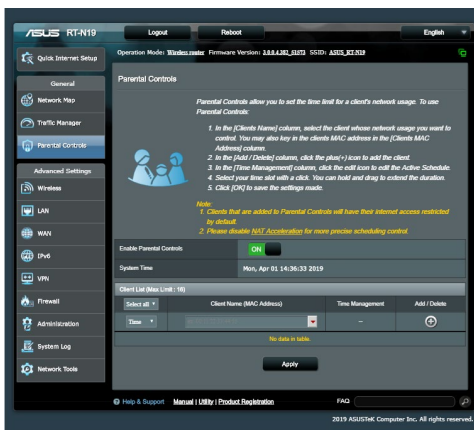 ASUS RT-N19
Logout
Reboot
English
Quick Internet Setup
Operation Mode: Wireless router Firmware Version: 3.0.0.4.382_51573 SSID: ASUS_RT-N19
General
Network Map
Traffic Manager
Parental Controls
Advanced Settings
Wireless
LAN
WAN
IPv6
VPN
Firewall
Administration
System Log
Network Tools
Parental Controls
Parental Controls allow you to set the time limit for a client's network usage. To use
Parental Controls:
1. In the [Clients Name] column, select the client whose network usage you want to
control. You may also key in the clients MAC address in the [Clients MAC
Address] column.
2. In the [Add / Delete] column, click the plus(+) icon to add the client.
3. In the [Time Management] column, click the edit icon to edit the Active Schedule.
4. Select your time slot with a click. You can hold and drag to extend the duration.
5. Click [OK] to save the settings made.
Note:
1. Clients that are added to Parental Controls will have their internet access restricted
by default.
2. Please disable NAT Acceleration for more precise scheduling control
Enable Parental Controls
ON
System Time
Mon, Apr 01 14:36:33 2019
Client List (Max Limit : 16)
Select all
Client Name (MAC Address)
Time Management
Add / Delete
Time
–
No data in table.
Apply
Help & Support
Manual | Utility | Product Registration
FAQ
2019 ASUSTeK Computer Inc. All rights reserved.